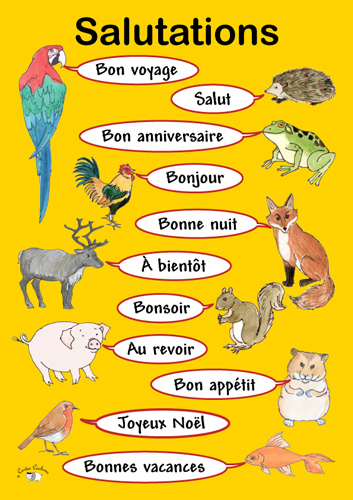 Salutations
Bon voyage
Salut
Bon anniversaire
Bonjour
Bonne nuit
À bientôt
Bonsoir
Au revoir
Bon appétit
Joyeux Noël
Bonnes vacances